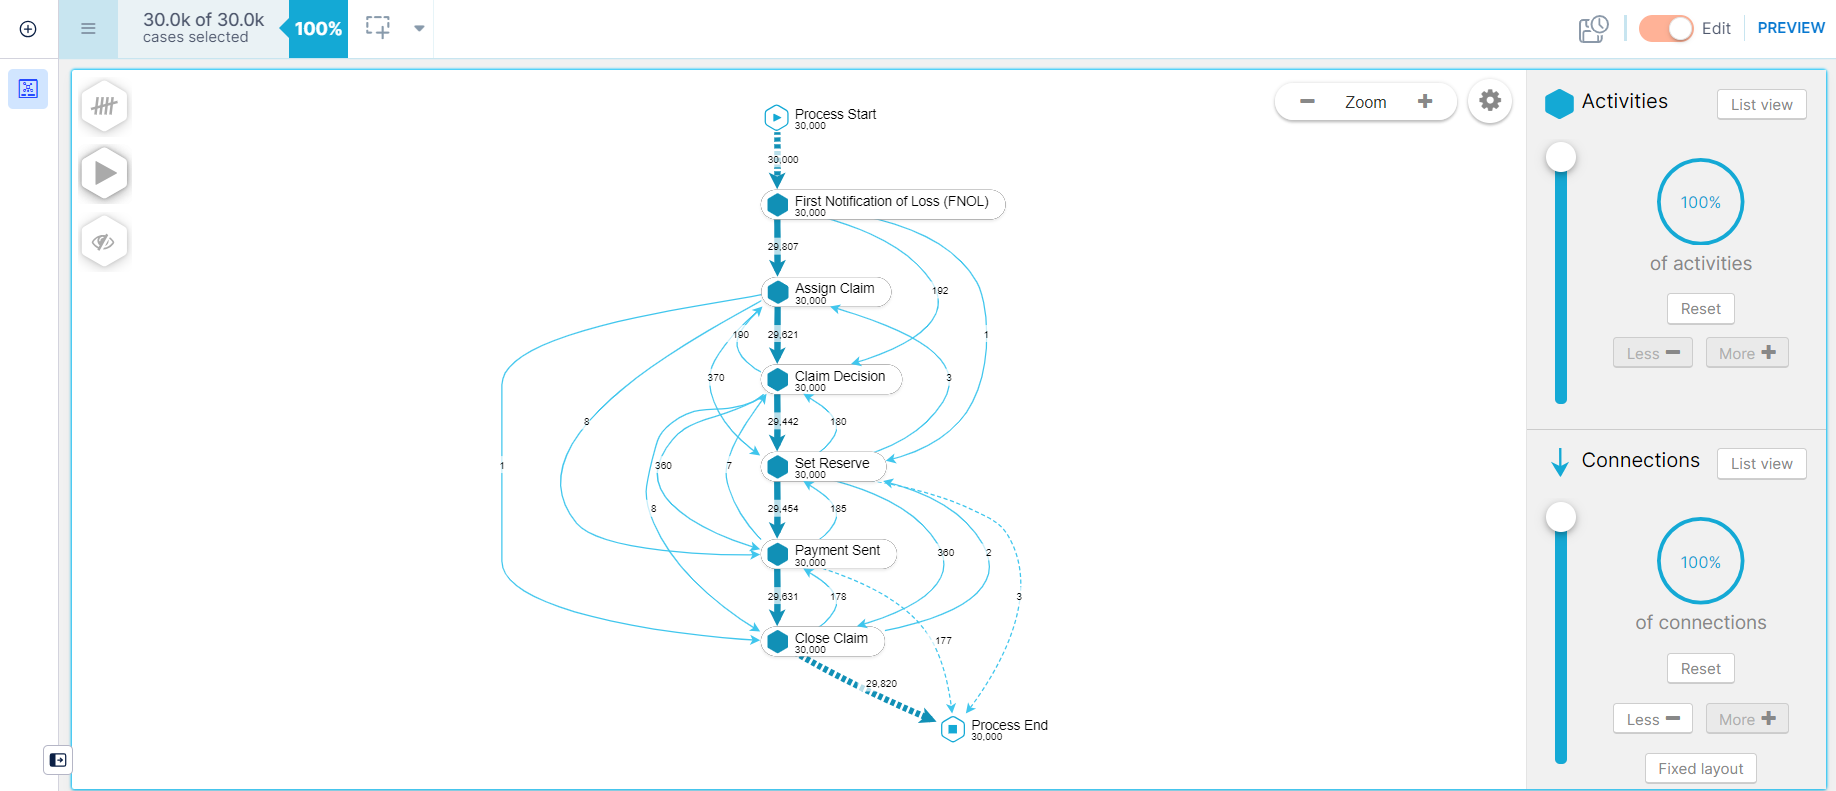 30.0k of 30.0k
cases selected
100%
Edit
PREVIEW
Zoom
Process Start
30,000
30,000
First Notification of Loss (FNOL)
30,000
29,807
192
1
Assign Claim
30,000
190
29,621
370
3
Claim Decision
30,000
8
29,442
180
1
360
7
Set Reserve
30,000
8
29,454
185
360
2
Payment Sent
30,000
29,631
178
3
177
Close Claim
30,000
29,820
Process End
30,000
Activities
List view
100%
of activities
Reset
Less
More
Connections
List view
100%
of connections
Reset
Less
More
Fixed layout